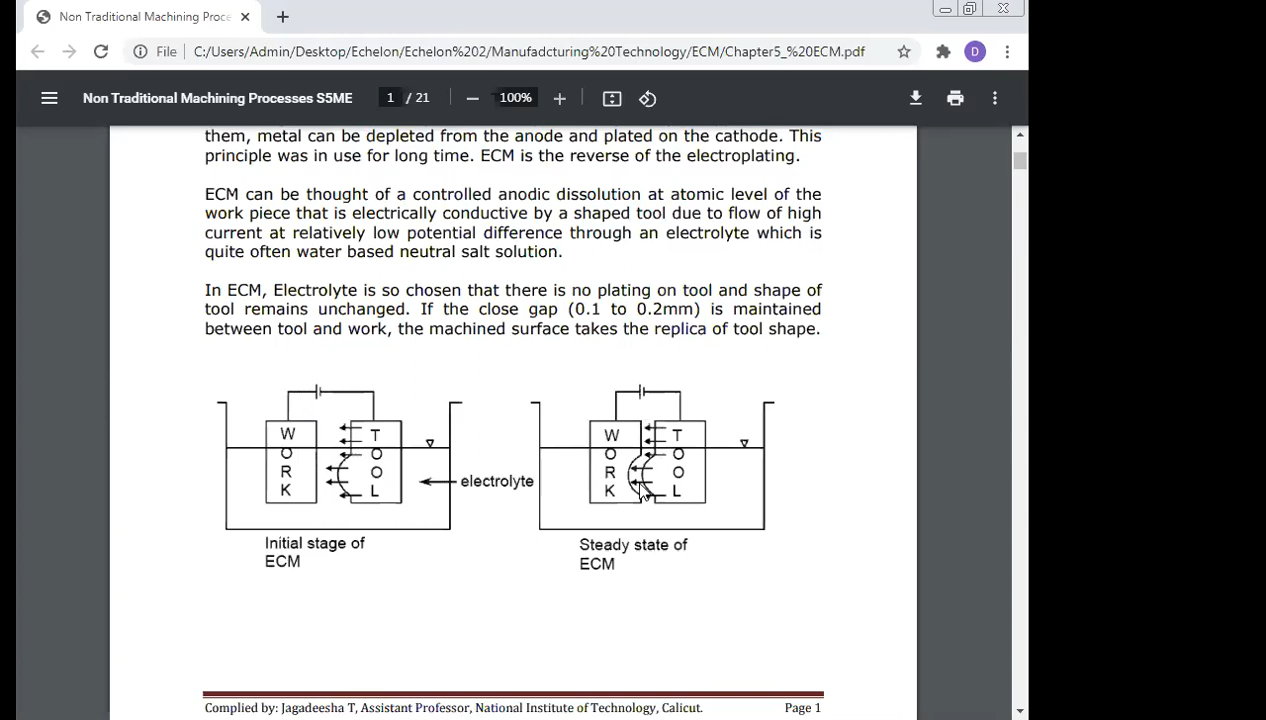 Non Traditional Machining Proce
File C:/Users/Admin/Desktop/Echelon/Echelon%202/Manufadcturing%20Technology/ECM/Chapter5_%20ECM.pdf
D
Non Traditional Machining Processes S5ME 1 / 21 100%
them, metal can be depleted from the anode and plated on the cathode. This
principle was in use for long time. ECM is the reverse of the electroplating.
ECM can be thought of a controlled anodic dissolution at atomic level of the
work piece that is electrically conductive by a shaped tool due to flow of high
current at relatively low potential difference through an electrolyte which is
quite often water based neutral salt solution.
In ECM, Electrolyte is so chosen that there is no plating on tool and shape of
tool remains unchanged. If the close gap (0.1 to 0.2mm) is maintained
between tool and work, the machined surface takes the replica of tool shape.
WORK
TOOL
electrolyte
Initial stage of
ECM
WORK
TOOL
Steady state of
ECM
Complied by: Jagadeesha T, Assistant Professor, National Institute of Technology, Calicut. Page 1